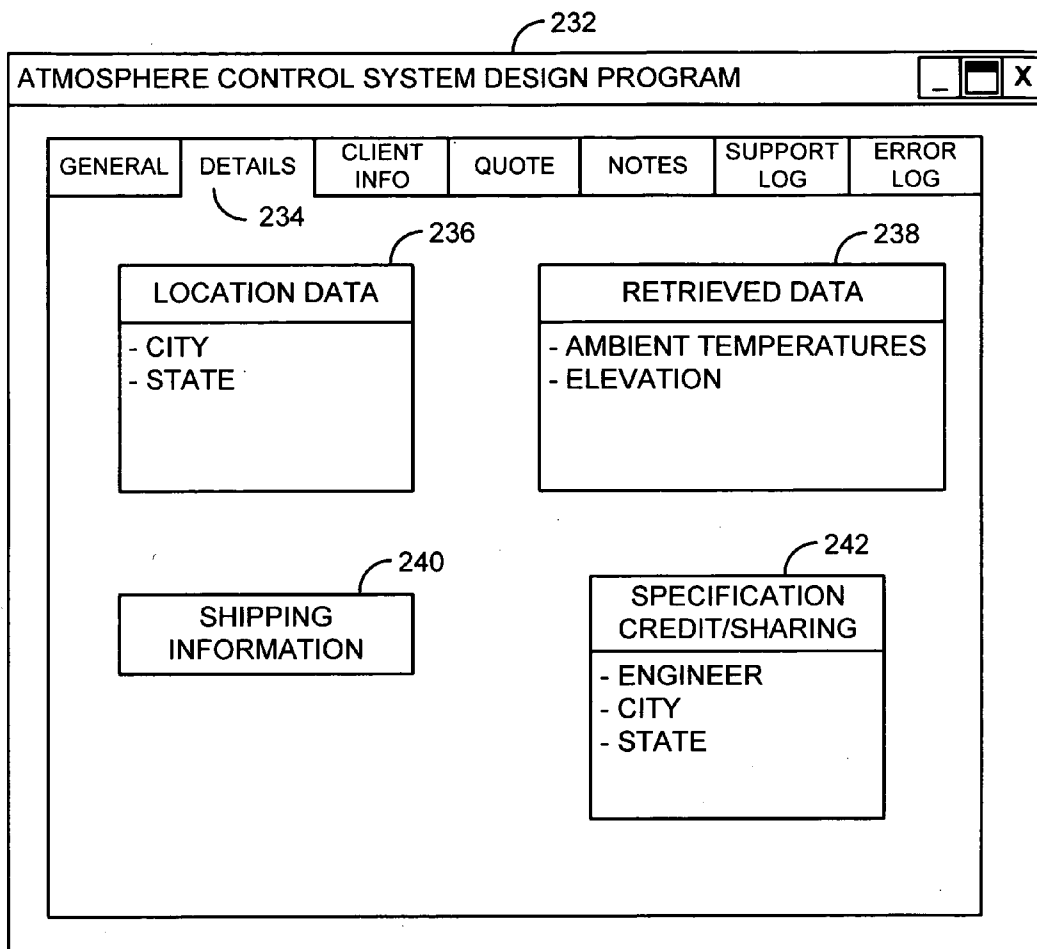 232
ATMOSPHERE CONTROL SYSTEM DESIGN PROGRAM _ X
GENERAL DETAILS CLIENT INFO QUOTE NOTES SUPPORT LOG ERROR LOG
234
236
238
LOCATION DATA
- CITY
- STATE
RETRIEVED DATA
- AMBIENT TEMPERATURES
- ELEVATION
240
242
SHIPPING
INFORMATION
SPECIFICATION
CREDIT/SHARING
- ENGINEER
- CITY
- STATE